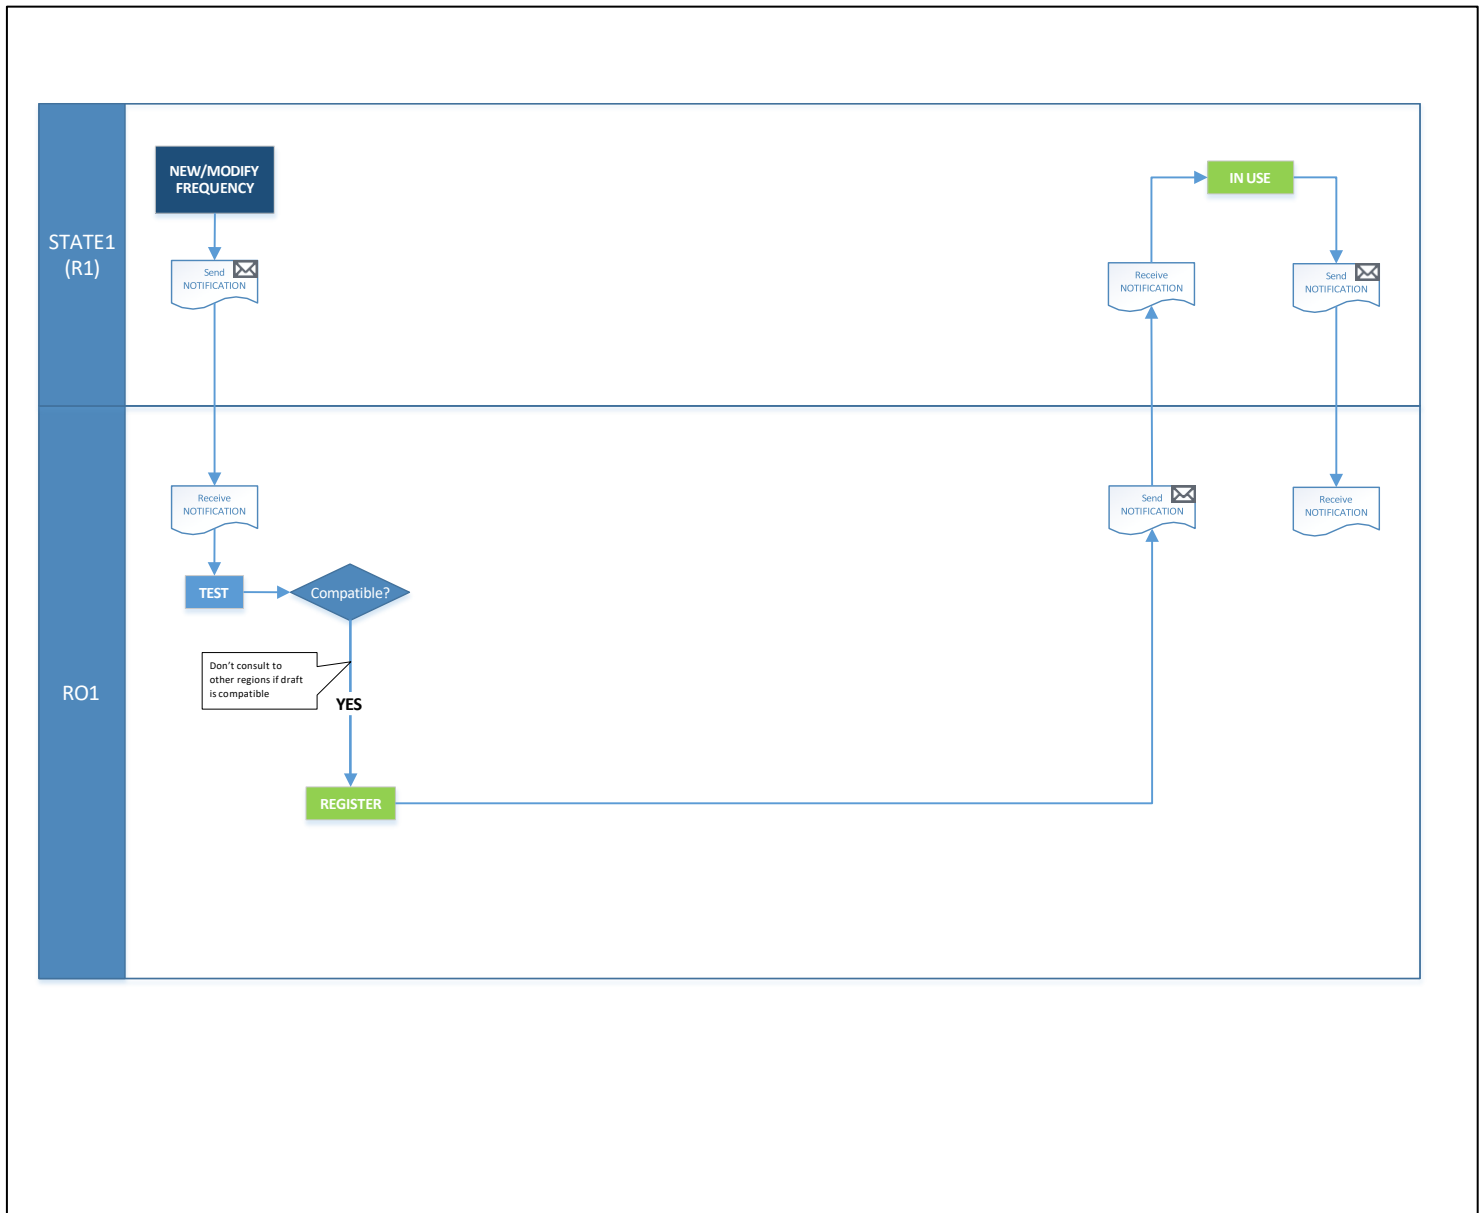 NEW/MODIFY
FREQUENCY
IN USE
STATE1
(R1)
Send
NOTIFICATION
Receive
NOTIFICATION
Send
NOTIFICATION
Receive
NOTIFICATION
Send
NOTIFICATION
Receive
NOTIFICATION
TEST
Compatible?
Don't consult to
other regions if draft
is compatible
RO1
YES
REGISTER